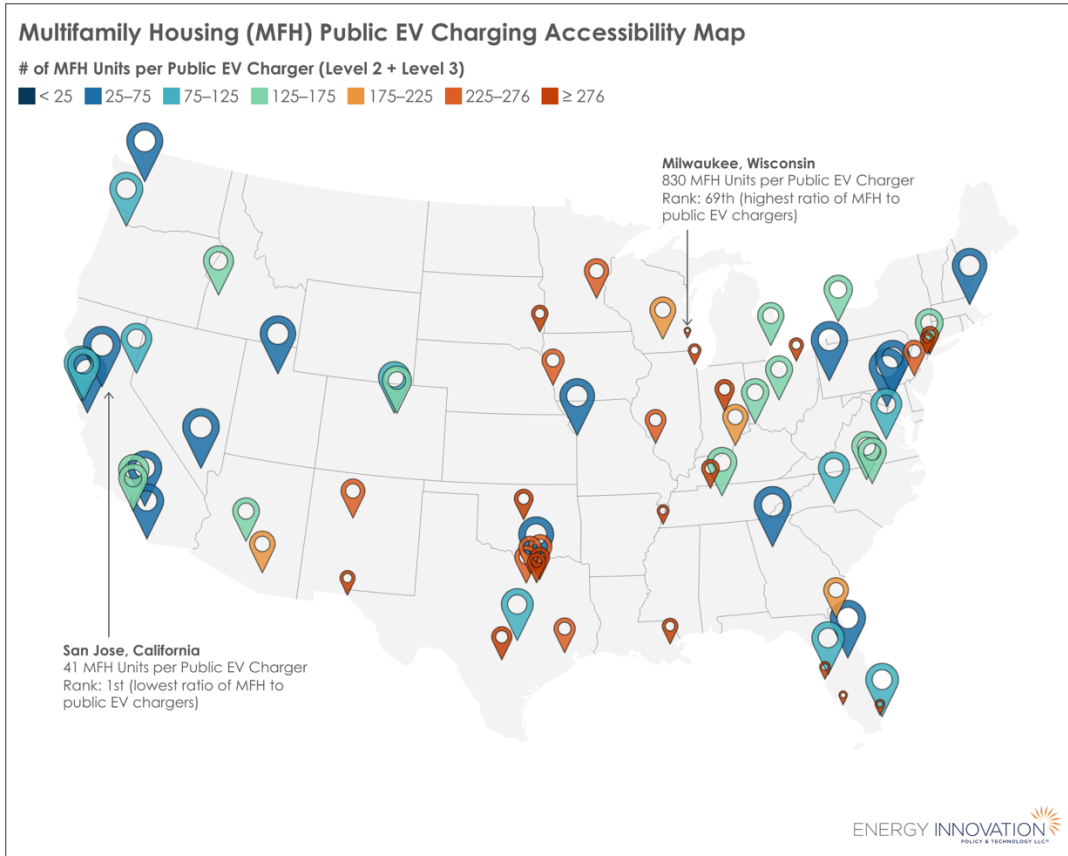 Multifamily Housing (MFH) Public EV Charging Accessibility Map
# of MFH Units per Public EV Charger (Level 2 + Level 3)
< 25 25–75 75–125 125–175 175–225 225–276 ≥ 276
Milwaukee, Wisconsin
830 MFH Units per Public EV Charger
Rank: 69th (highest ratio of MFH to
public EV chargers)
San Jose, California
41 MFH Units per Public EV Charger
Rank: 1st (lowest ratio of MFH to
public EV chargers)
ENERGY INNOVATION
POLICY & TECHNOLOGY LLC®